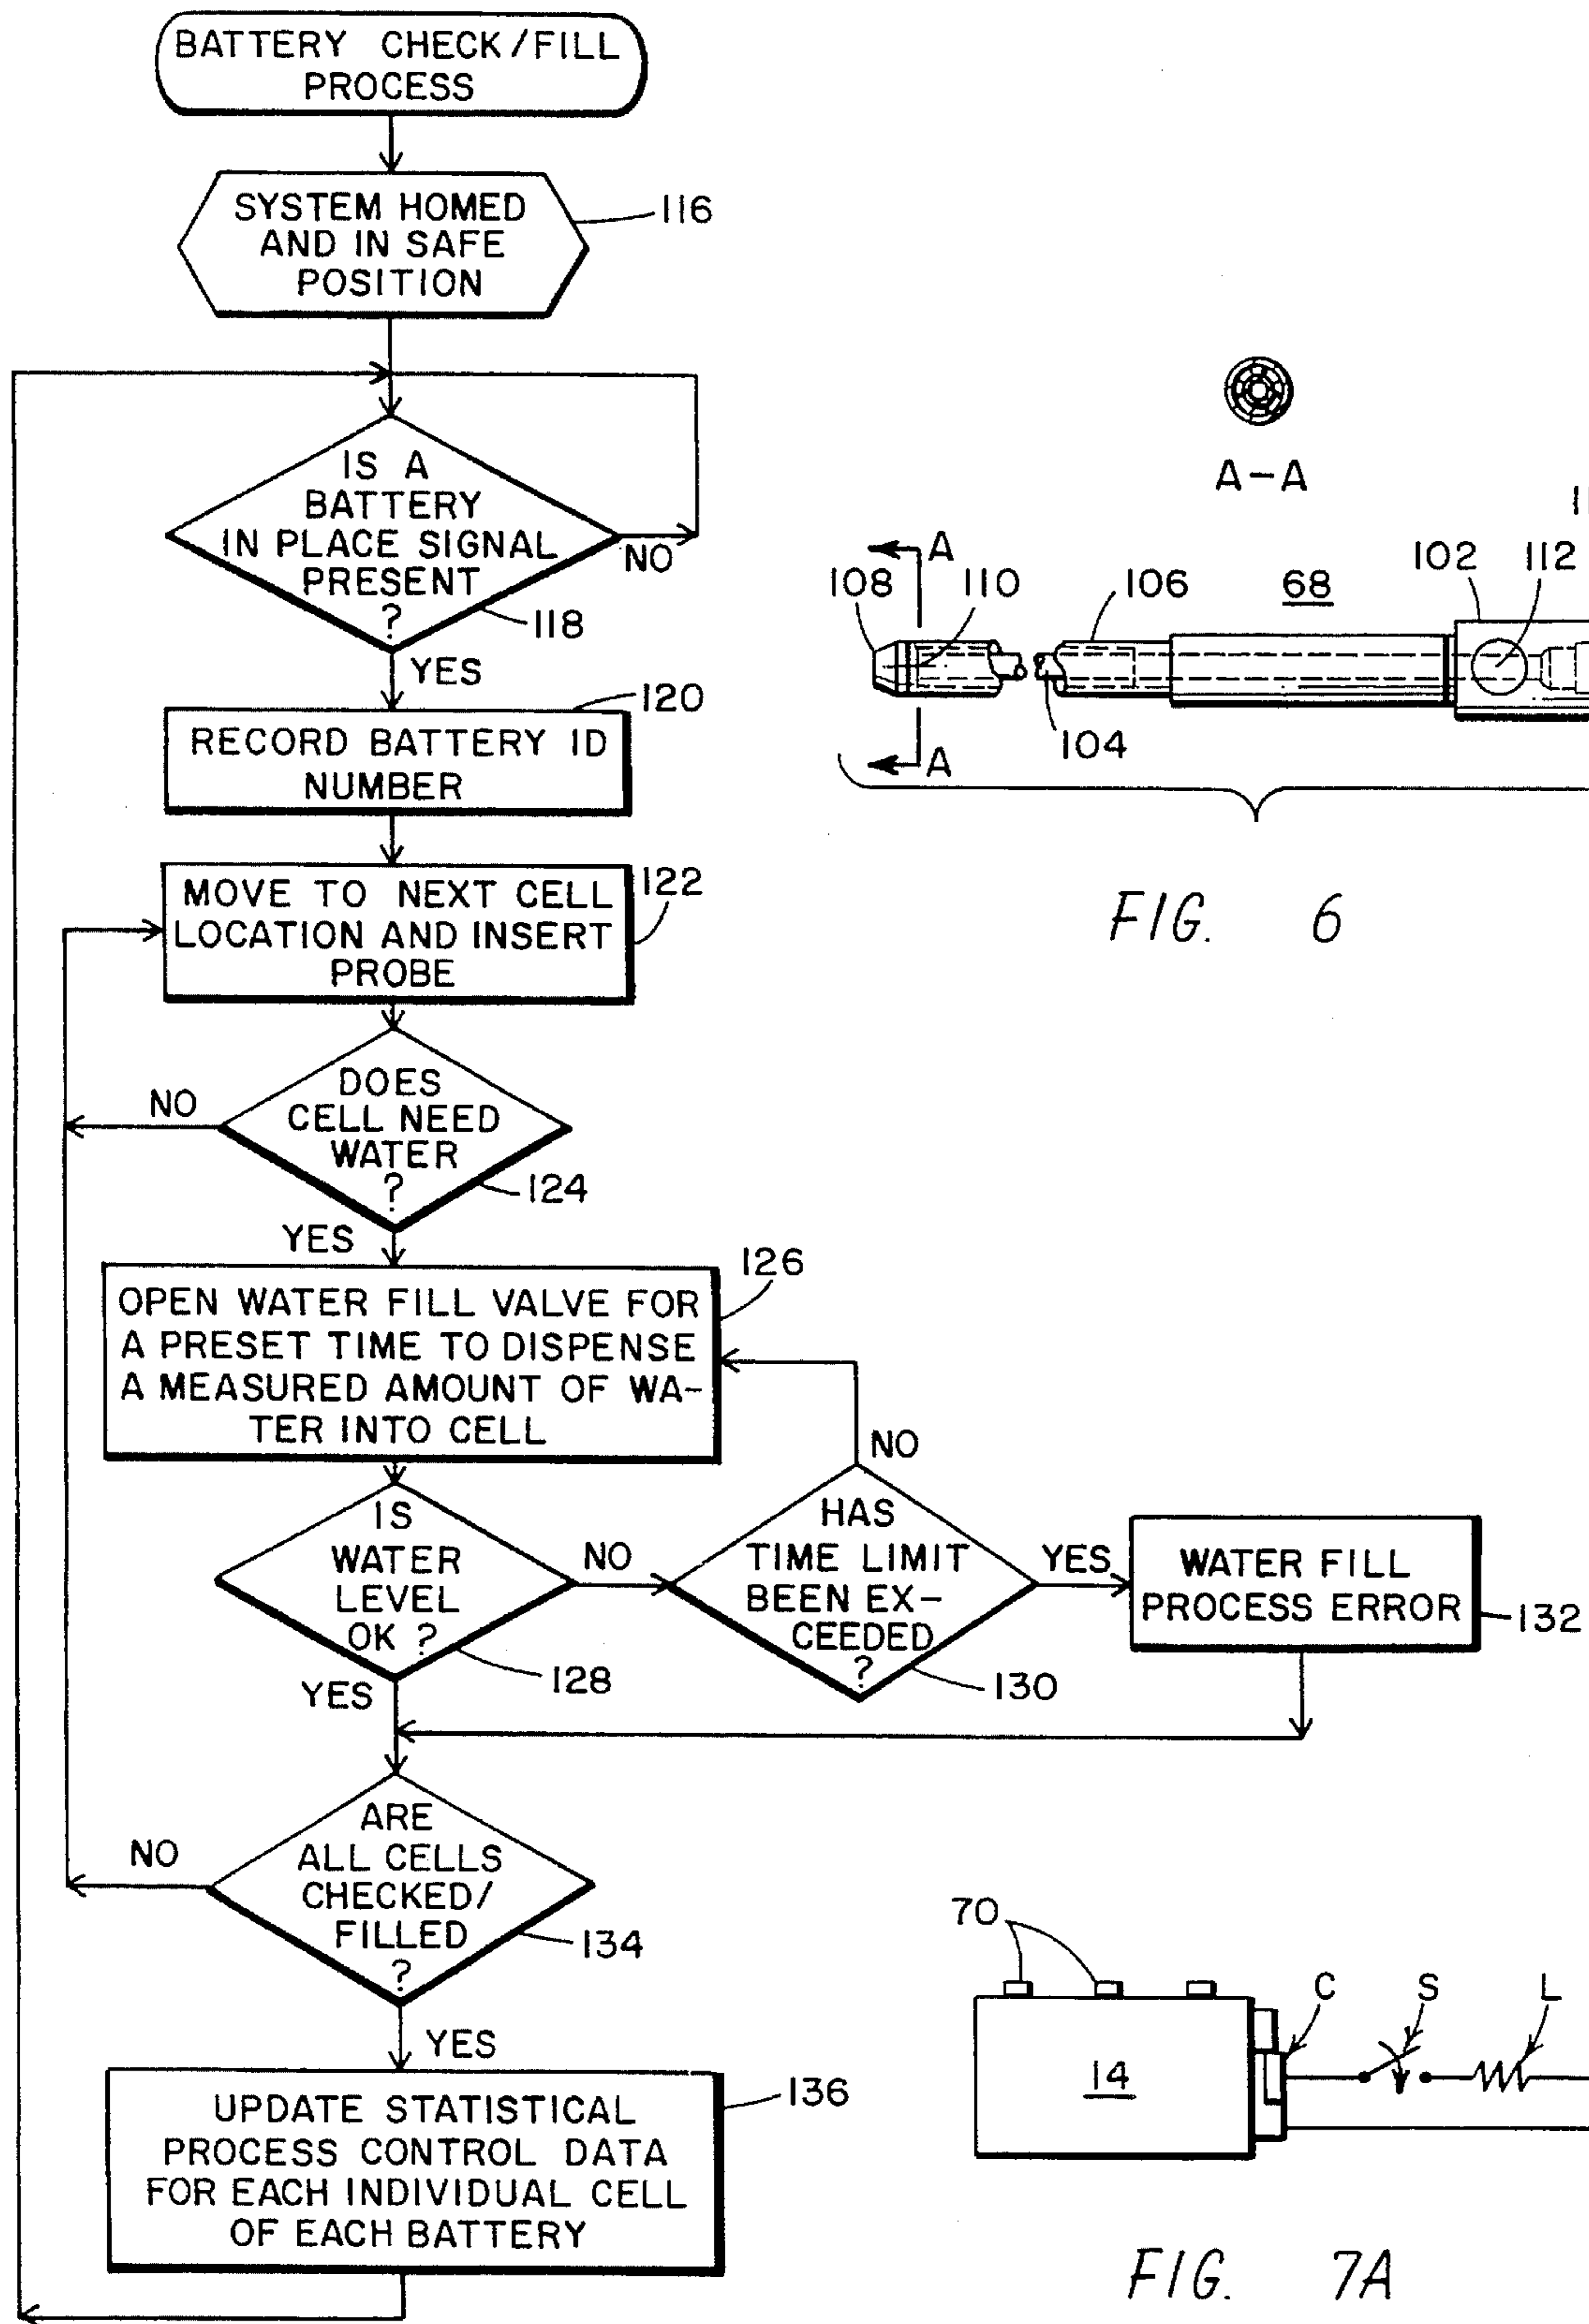 BATTERY CHECK/FILL
PROCESS
SYSTEM HOMED
AND IN SAFE
POSITION
116
IS A
BATTERY
IN PLACE SIGNAL
PRESENT
?
NO
118
YES
120
RECORD BATTERY ID
NUMBER
MOVE TO NEXT CELL
LOCATION AND INSERT
PROBE
122
DOES
CELL NEED
WATER
?
NO
124
YES
126
OPEN WATER FILL VALVE FOR
A PRESET TIME TO DISPENSE
A MEASURED AMOUNT OF WA-
TER INTO CELL
IS
WATER
LEVEL
OK ?
NO
128
YES
HAS
TIME LIMIT
BEEN EX-
CEEDED
?
NO
YES
130
WATER FILL
PROCESS ERROR
132
ARE
ALL CELLS
CHECKED/
FILLED
?
NO
134
YES
136
UPDATE STATISTICAL
PROCESS CONTROL DATA
FOR EACH INDIVIDUAL CELL
OF EACH BATTERY
A-A
A
108
110
106
68
102
112
104
A
FIG. 6
70
C
S
L
14
FIG. 7A